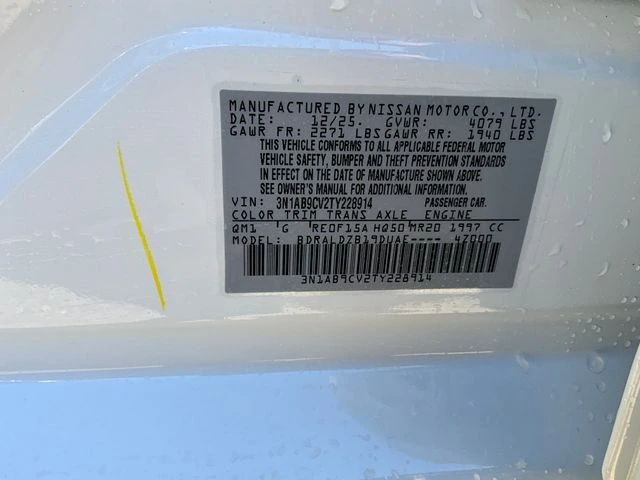 MANUFACTURED BY NISSAN MOTOR CO., LTD.
DATE: 12/25. GVWR: 4079 LBS
GAWR FR: 2271 LBS GAWR RR: 1940 LBS
THIS VEHICLE CONFORMS TO ALL APPLICABLE FEDERAL MOTOR
VEHICLE SAFETY, BUMPER AND THEFT PREVENTION STANDARDS
IN EFFECT ON THE DATE OF MANUFACTURE SHOWN ABOVE.
SEE OWNER'S MANUAL FOR ADDITIONAL INFORMATION.
VIN: 3N1AB9CV2TY228914 PASSENGER CAR.
COLOR TRIM TRANS AXLE ENGINE
QM1 G RE0F15A HQ50 MR20 1997 CC
MODEL: BDRALDZB19DUAE---- 4Z000
3N1AB9CV2TY228914